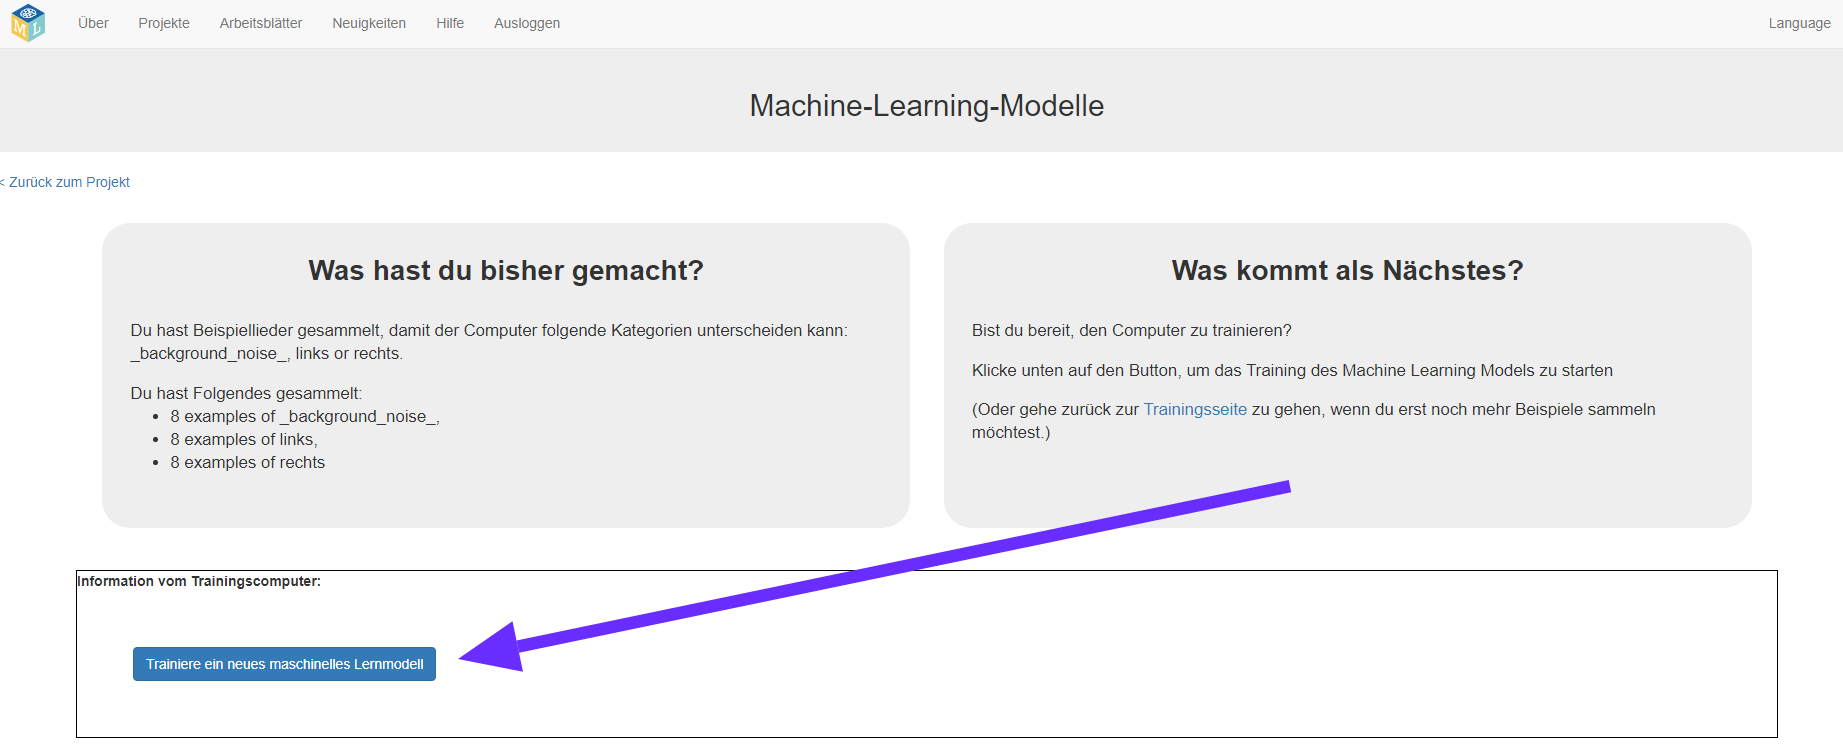 M L
Über Projekte Arbeitsblätter Neuigkeiten Hilfe Ausloggen Language
Machine-Learning-Modelle
< Zurück zum Projekt
Was hast du bisher gemacht?
Du hast Beispiellieder gesammelt, damit der Computer folgende Kategorien unterscheiden kann:
_background_noise_, links or rechts.
Du hast Folgendes gesammelt:
• 8 examples of _background_noise_,
• 8 examples of links,
• 8 examples of rechts
Was kommt als Nächstes?
Bist du bereit, den Computer zu trainieren?
Klicke unten auf den Button, um das Training des Machine Learning Models zu starten
(Oder gehe zurück zur Trainingsseite zu gehen, wenn du erst noch mehr Beispiele sammeln
möchtest.)
Information vom Trainingscomputer:
Trainiere ein neues maschinelles Lernmodell